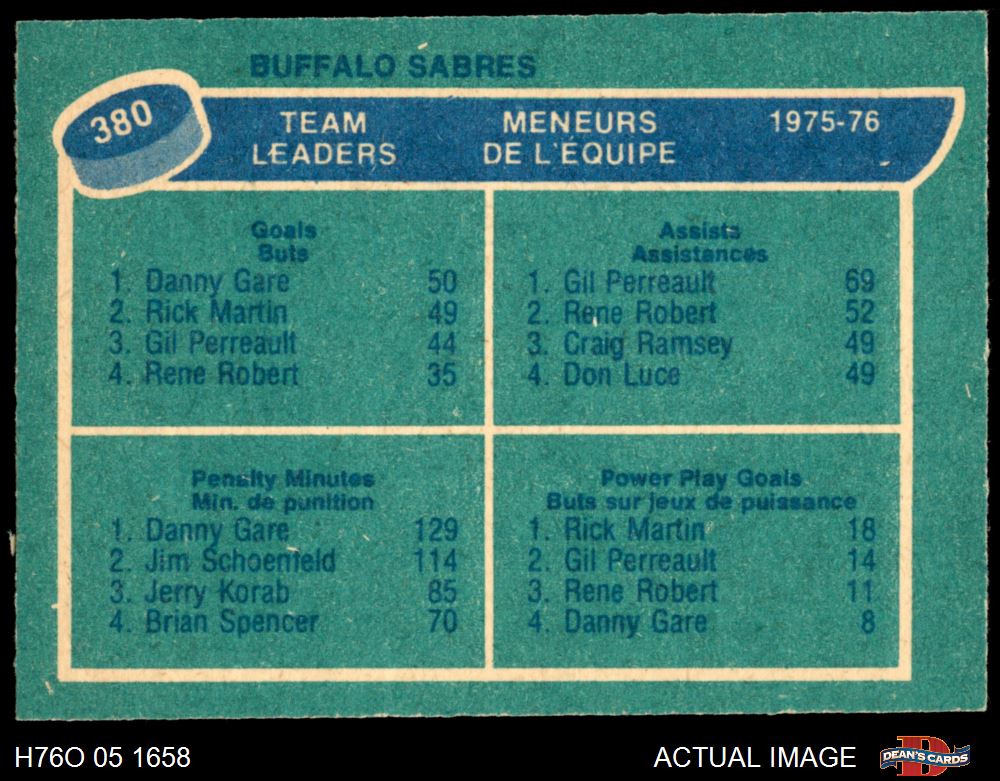 BUFFALO SABRES
380
TEAM LEADERS
MENEURS DE L'ÉQUIPE
1975-76
Goals
Buts
1. Danny Gare 50
2. Rick Martin 49
3. Gil Perreault 44
4. Rene Robert 35
Assists
Assistances
1. Gil Perreault 69
2. Rene Robert 52
3. Craig Ramsey 49
4. Don Luce 49
Penalty Minutes
Min. de punition
1. Danny Gare 129
2. Jim Schoenfeld 114
3. Jerry Korab 85
4. Brian Spencer 70
Power Play Goals
Buts sur jeux de puissance
1. Rick Martin 18
2. Gil Perreault 14
3. Rene Robert 11
4. Danny Gare 8
H76O 05 1658
ACTUAL IMAGE
DEAN'S CARDS